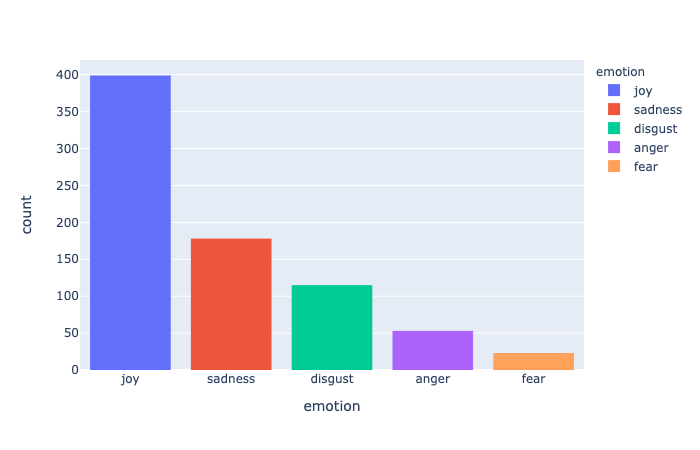 400
350
300
250
200
150
100
50
0
count
joy
sadness
disgust
anger
fear
emotion
emotion
joy
sadness
disgust
anger
fear